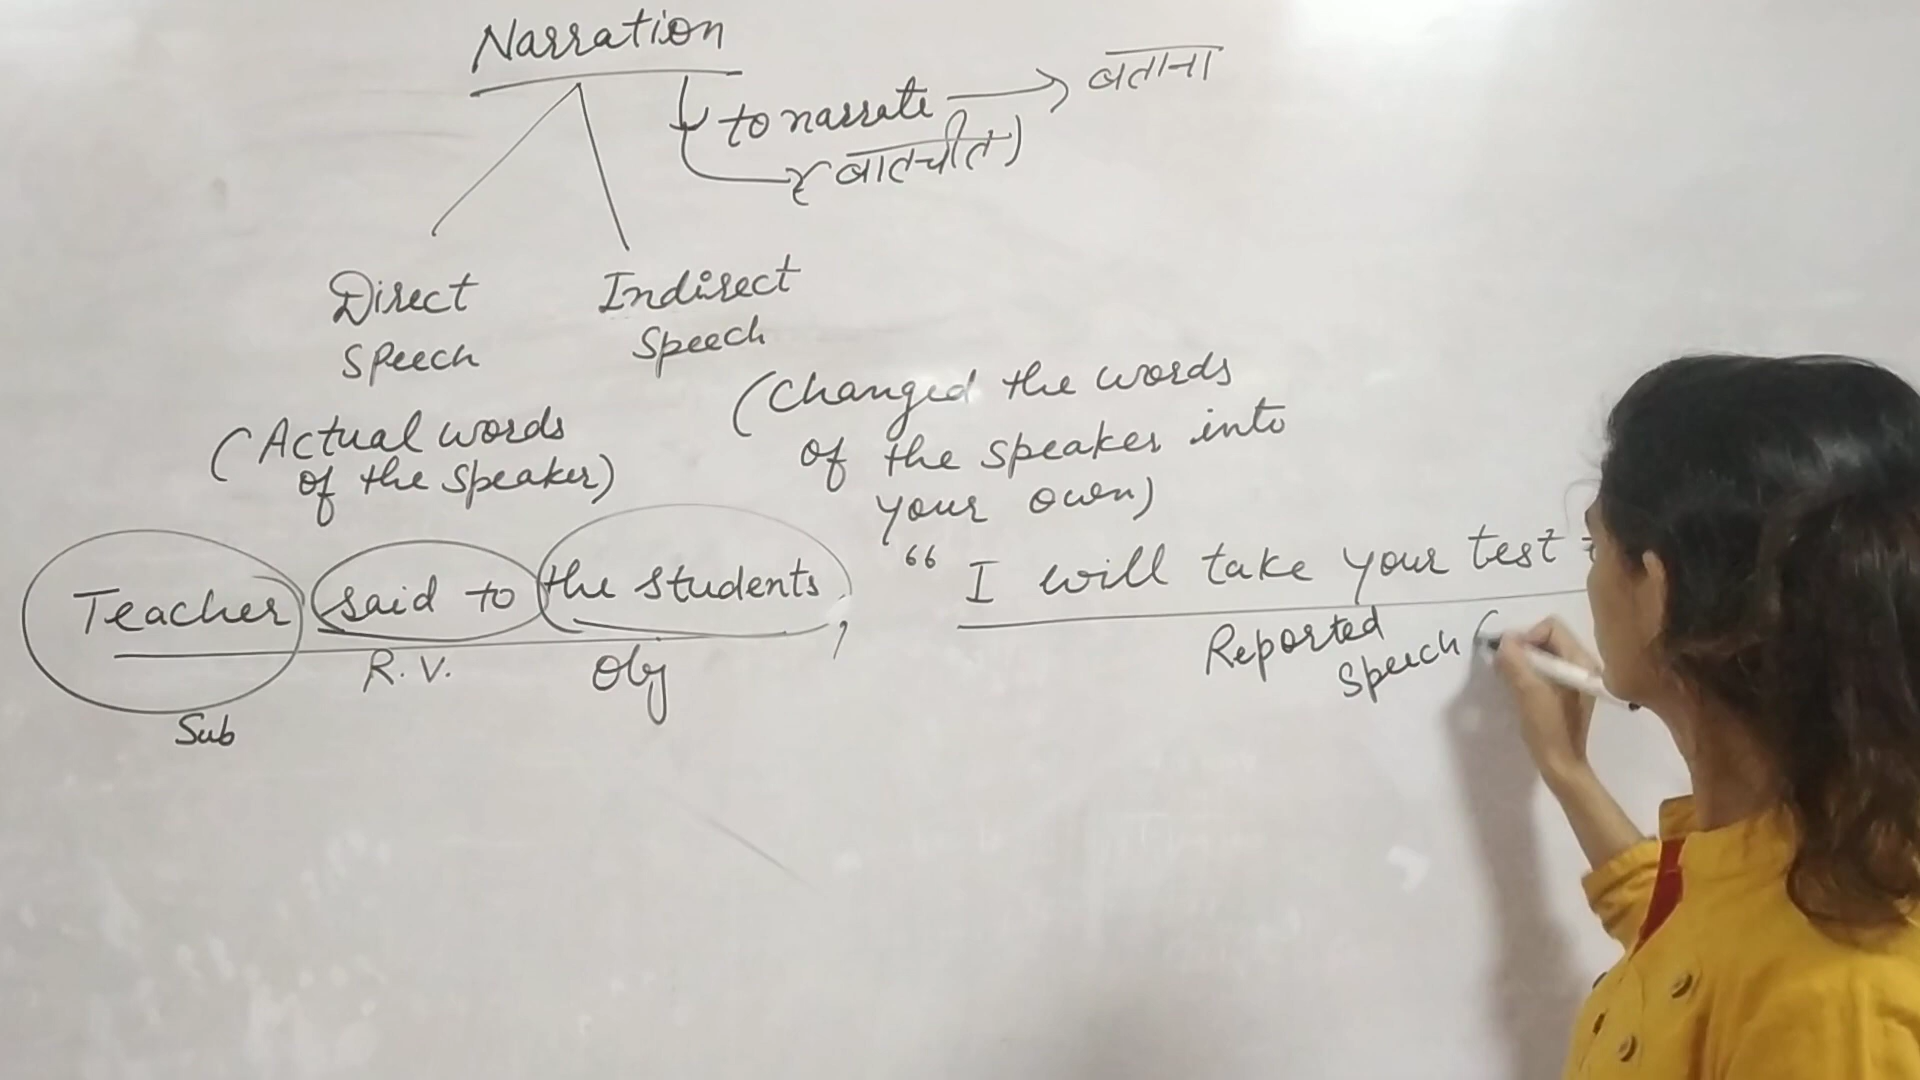 Narration
to narrate → बताना
(बातचीत)
Direct Indirect
Speech Speech
(Actual words
of the speaker)
(Changed the words
of the speaker into
your own)
Teacher said to the students, “ I will take your test
R.V. Obj
Sub
Reported
Speech (